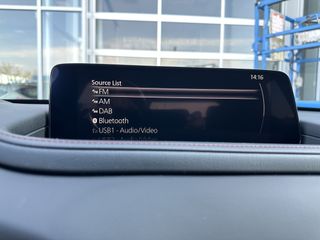 Source List
14:16
FM
AM
DAB
Bluetooth
USB1 - Audio/Video